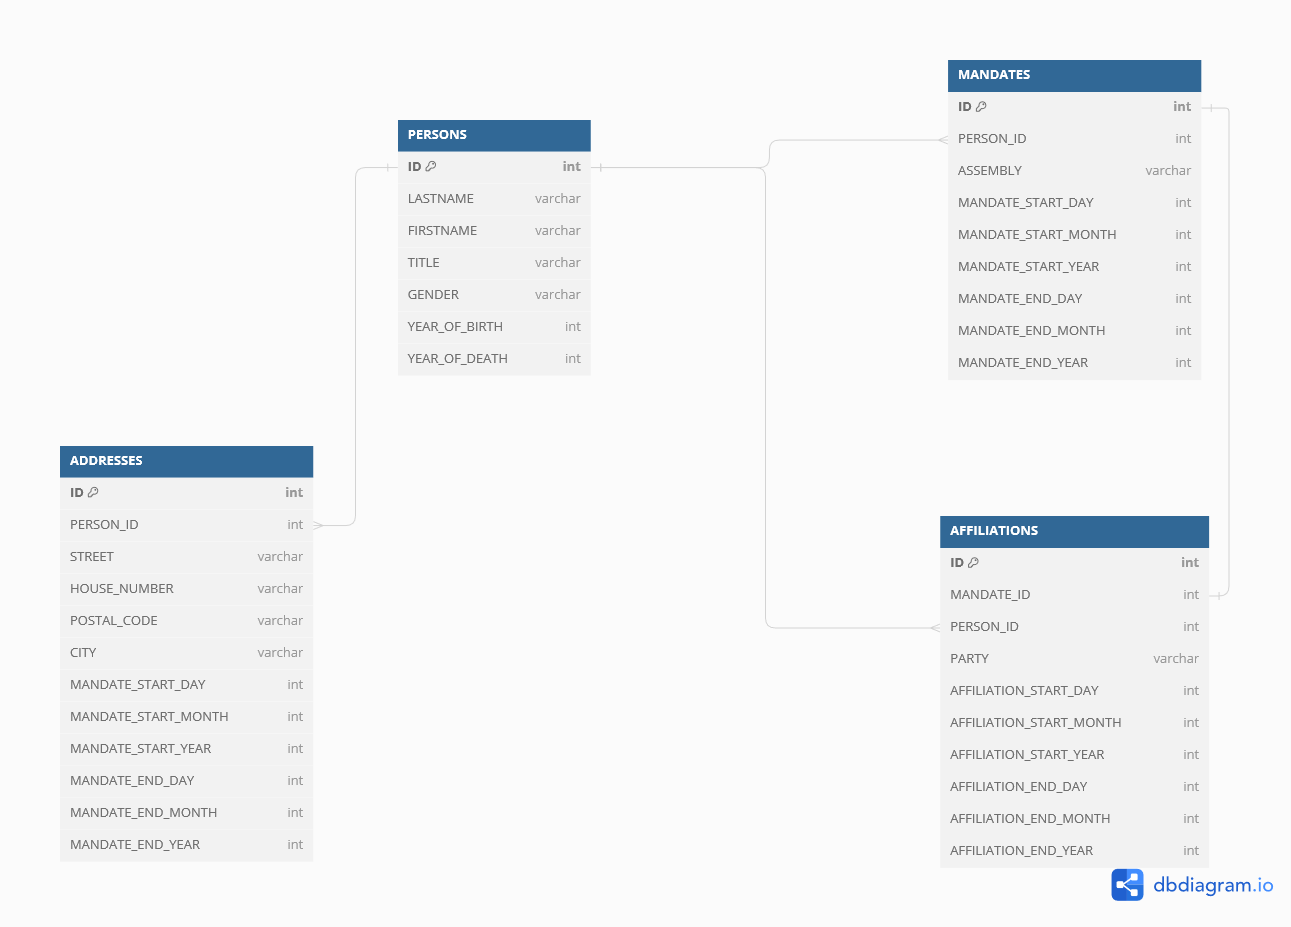 PERSONS
ID int
LASTNAME varchar
FIRSTNAME varchar
TITLE varchar
GENDER varchar
YEAR_OF_BIRTH int
YEAR_OF_DEATH int
MANDATES
ID int
PERSON_ID int
ASSEMBLY varchar
MANDATE_START_DAY int
MANDATE_START_MONTH int
MANDATE_START_YEAR int
MANDATE_END_DAY int
MANDATE_END_MONTH int
MANDATE_END_YEAR int
ADDRESSES
ID int
PERSON_ID int
STREET varchar
HOUSE_NUMBER varchar
POSTAL_CODE varchar
CITY varchar
MANDATE_START_DAY int
MANDATE_START_MONTH int
MANDATE_START_YEAR int
MANDATE_END_DAY int
MANDATE_END_MONTH int
MANDATE_END_YEAR int
AFFILIATIONS
ID int
MANDATE_ID int
PERSON_ID int
PARTY varchar
AFFILIATION_START_DAY int
AFFILIATION_START_MONTH int
AFFILIATION_START_YEAR int
AFFILIATION_END_DAY int
AFFILIATION_END_MONTH int
AFFILIATION_END_YEAR int
dbdiagram.io